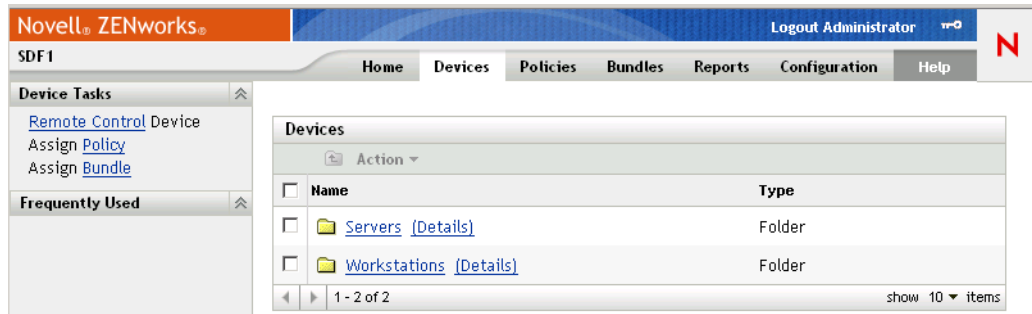 Novell® ZENworks®
Logout Administrator
N
SDF1
Home Devices Policies Bundles Reports Configuration Help
Device Tasks
Remote Control Device
Assign Policy
Assign Bundle
Frequently Used
Devices
Action
Name Type
Servers (Details) Folder
Workstations (Details) Folder
1 - 2 of 2 show 10 items